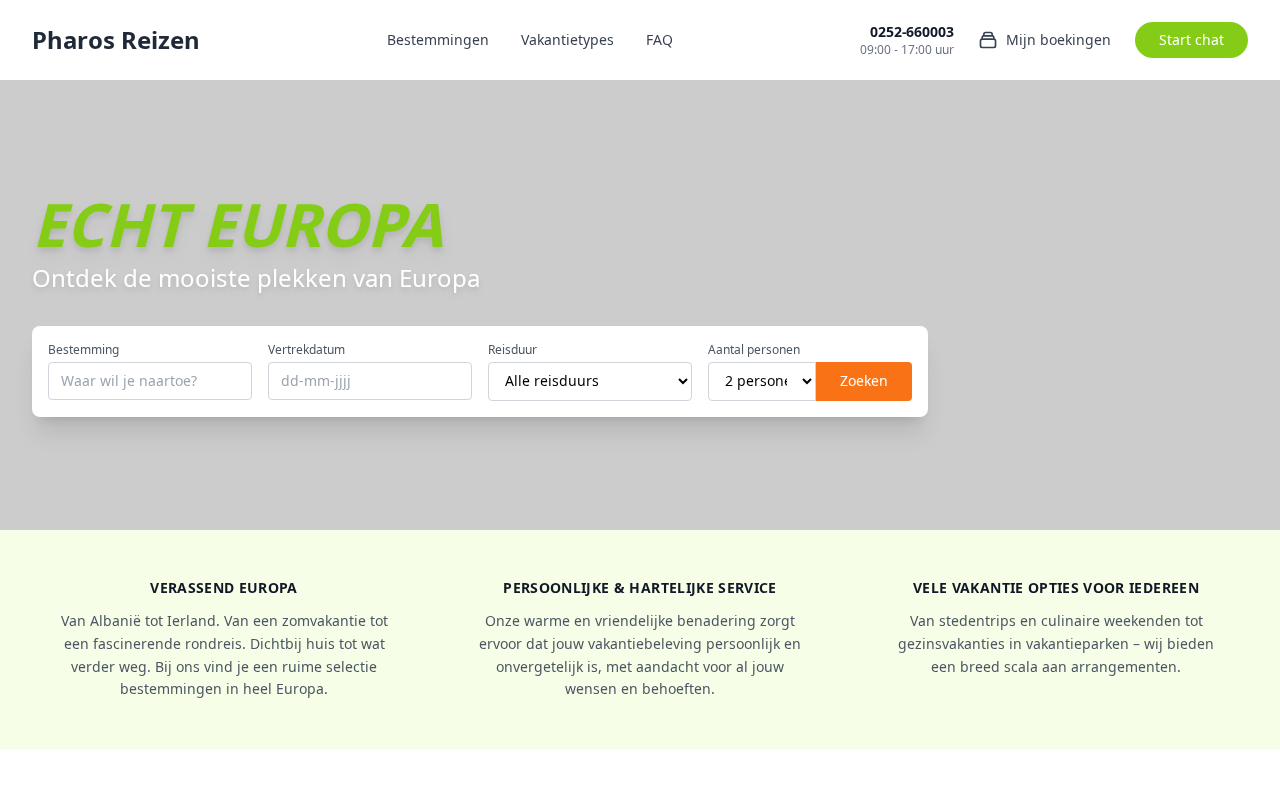 Pharos Reizen
Bestemmingen
Vakantietypes
FAQ
0252-660003
09:00 - 17:00 uur
Mijn boekingen
Start chat
ECHT EUROPA
Ontdek de mooiste plekken van Europa
Bestemming
Vertrekdatum
Reisduur
Aantal personen
Waar wil je naartoe?
dd-mm-jjjj
Alle reisduurs
2 persone
Zoeken
VERASSEND EUROPA
Van Albanië tot Ierland. Van een zomvakantie tot
een fascinerende rondreis. Dichtbij huis tot wat
verder weg. Bij ons vind je een ruime selectie
bestemmingen in heel Europa.
PERSOONLIJKE & HARTELIJKE SERVICE
Onze warme en vriendelijke benadering zorgt
ervoor dat jouw vakantiebeleving persoonlijk en
onvergetelijk is, met aandacht voor al jouw
wensen en behoeften.
VELE VAKANTIE OPTIES VOOR IEDEREEN
Van stedentrips en culinaire weekenden tot
gezinsvakanties in vakantieparken – wij bieden
een breed scala aan arrangementen.